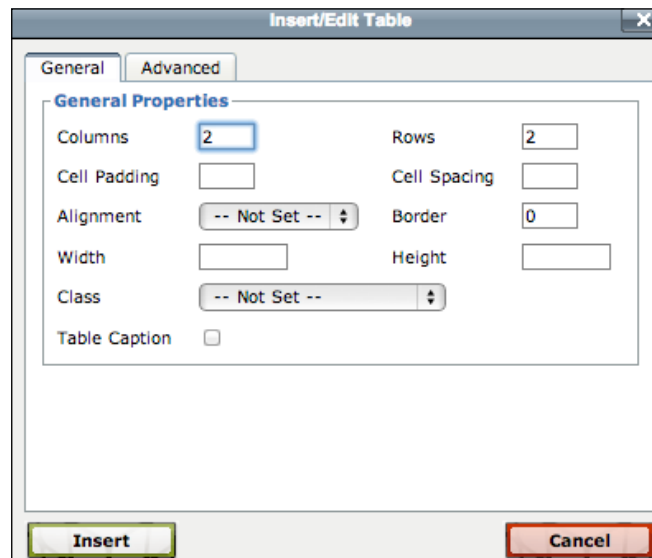 Insert/Edit Table
General Advanced
General Properties
Columns 2 Rows 2
Cell Padding Cell Spacing
Alignment -- Not Set -- Border 0
Width Height
Class -- Not Set --
Table Caption
Insert Cancel